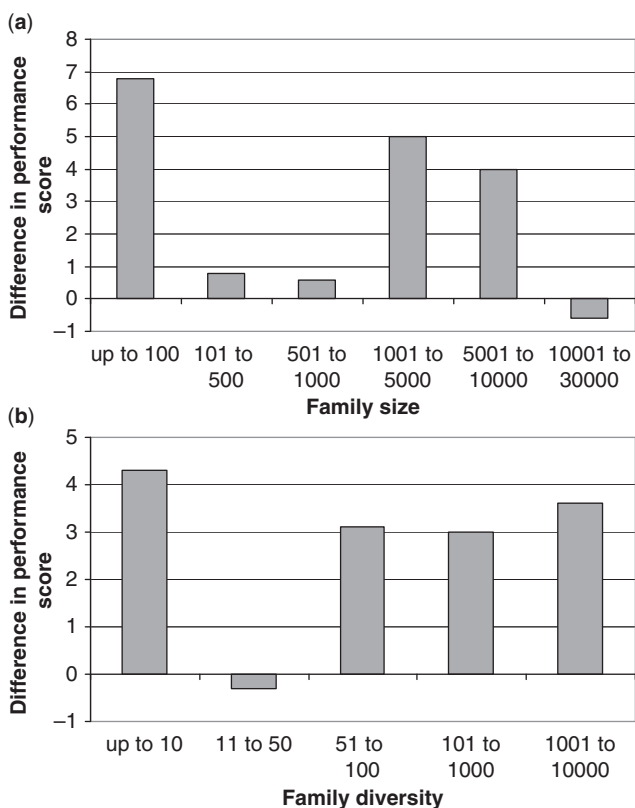 (a)
8
7
6
5
4
3
2
1
0
–1
Difference in performance
score
up to 100 101 to 501 to 1001 to 5001 to 10001 to
500 1000 5000 10000 30000
Family size
(b)
5
4
3
2
1
0
–1
Difference in performance
score
up to 10 11 to 50 51 to 101 to 1001 to
100 1000 10000
Family diversity